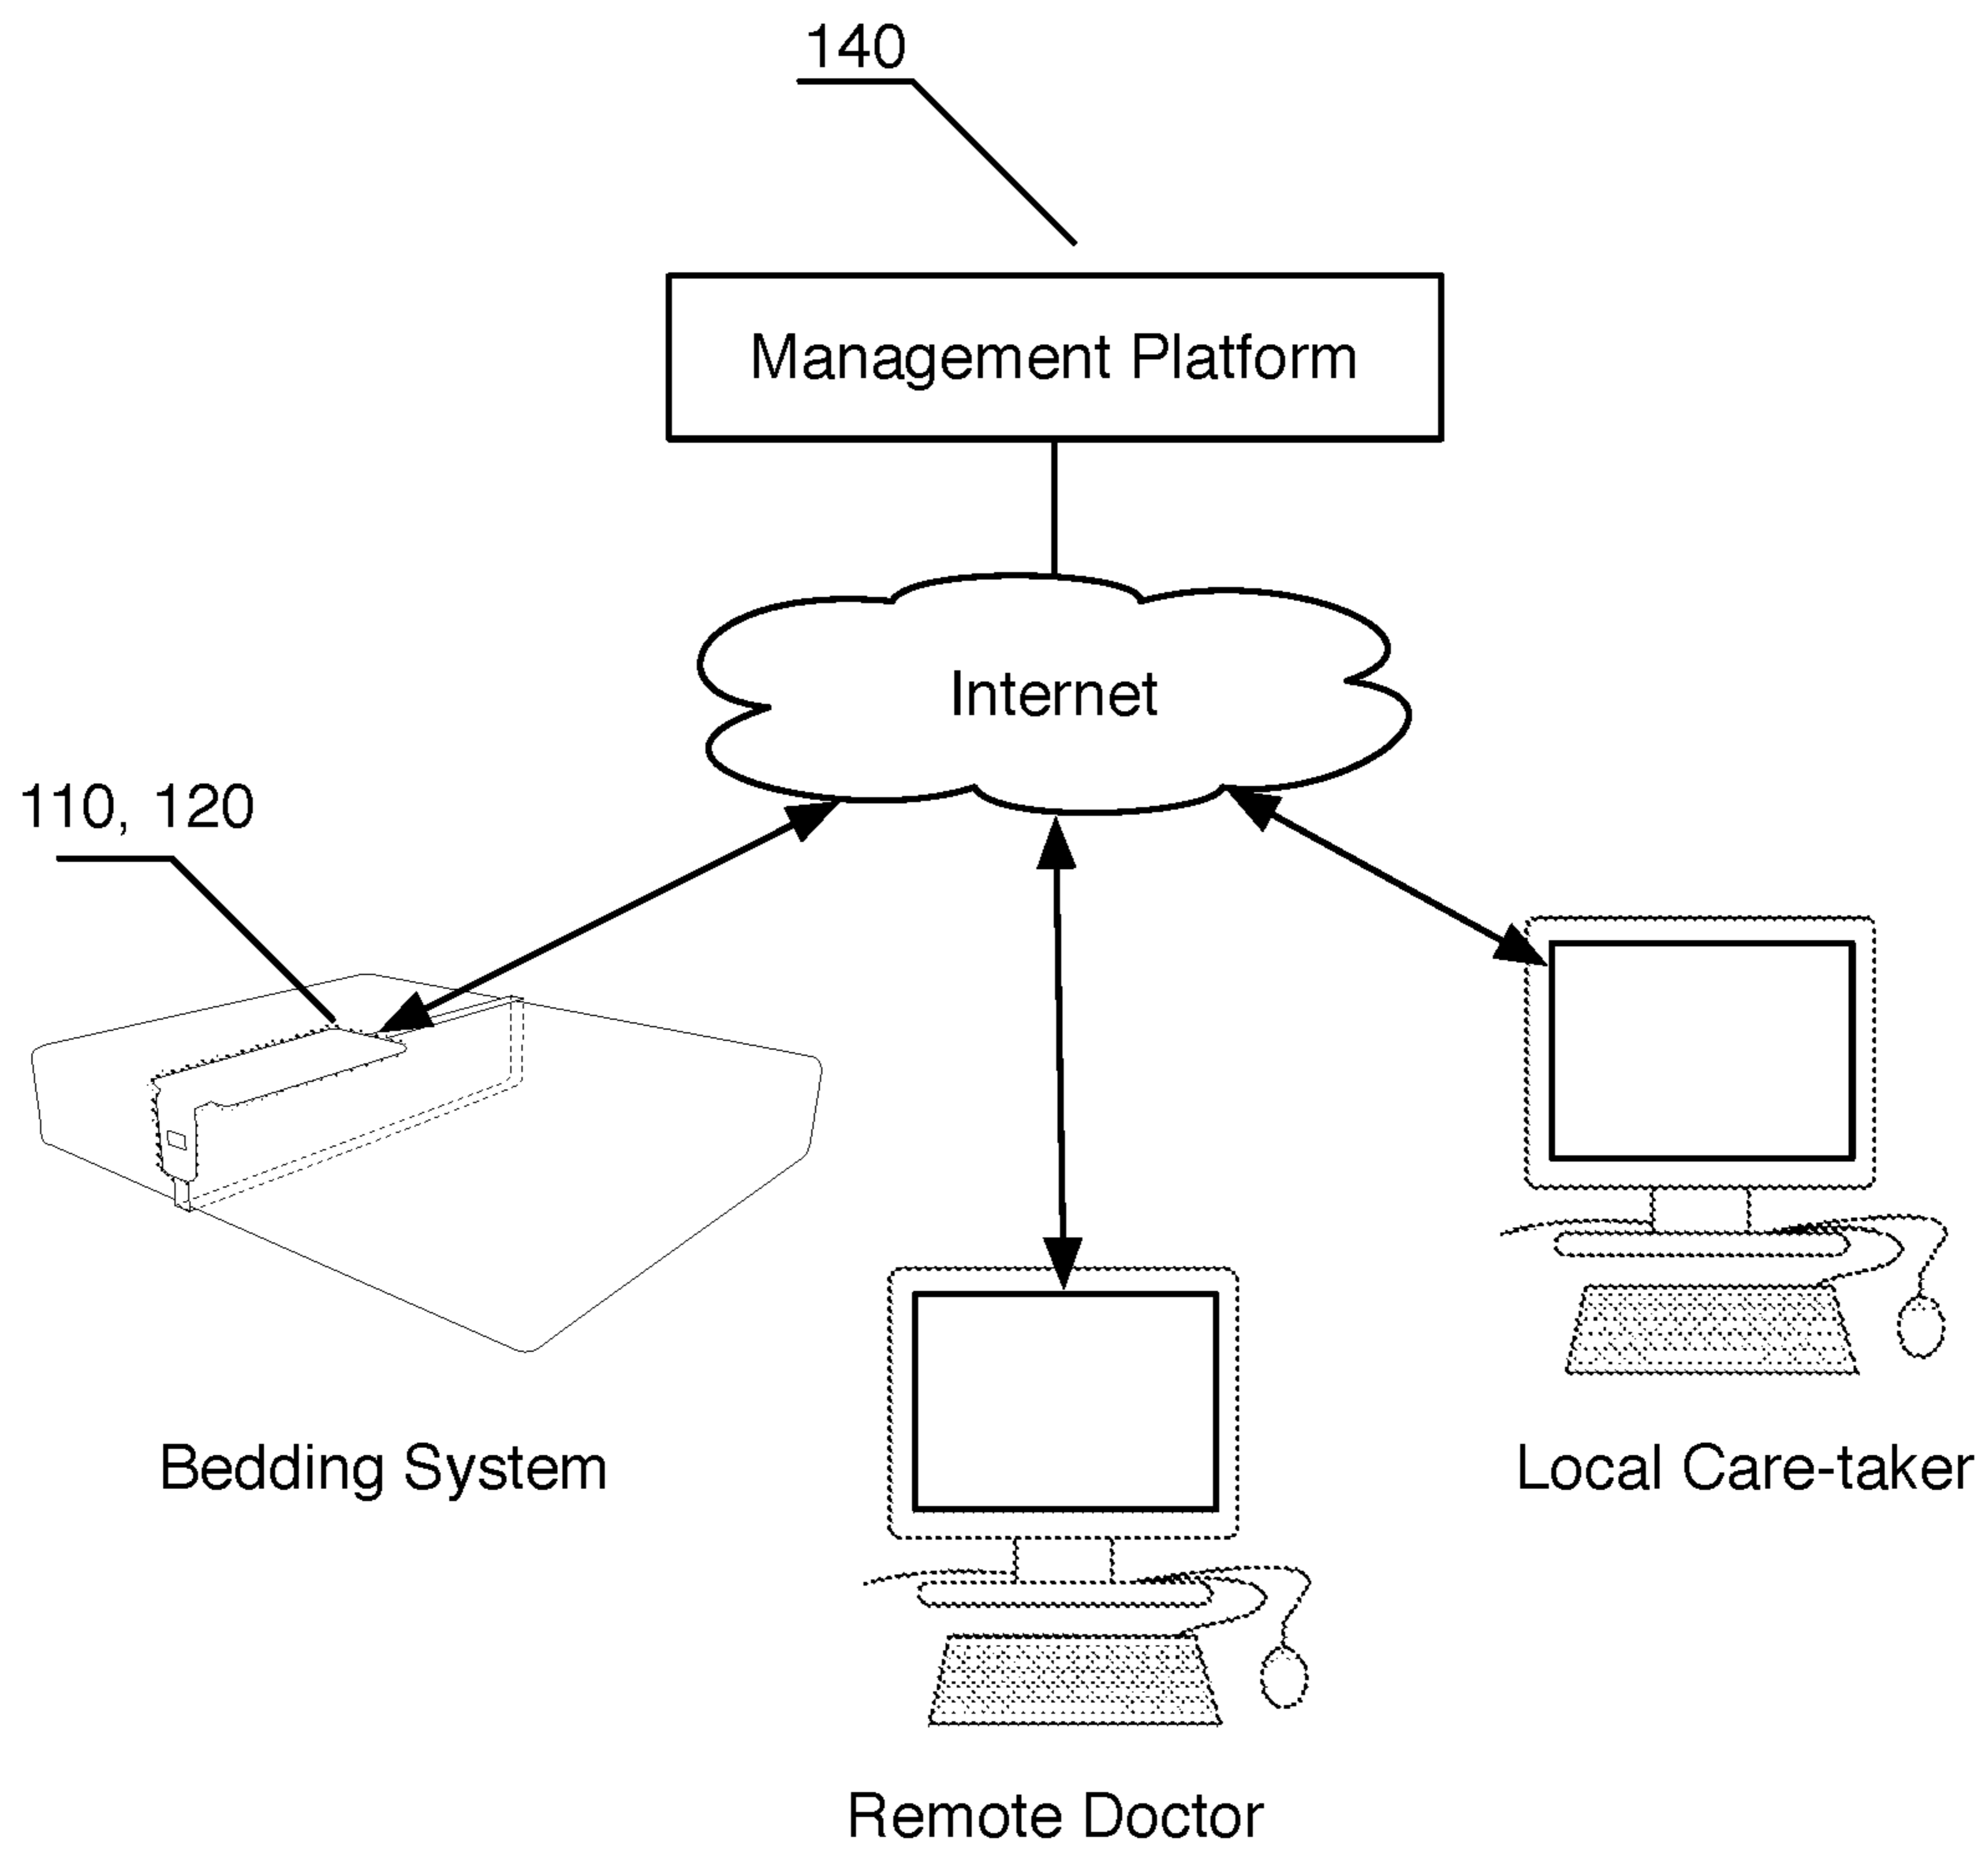 140
Management Platform
Internet
110, 120
Bedding System
Local Care-taker
Remote Doctor